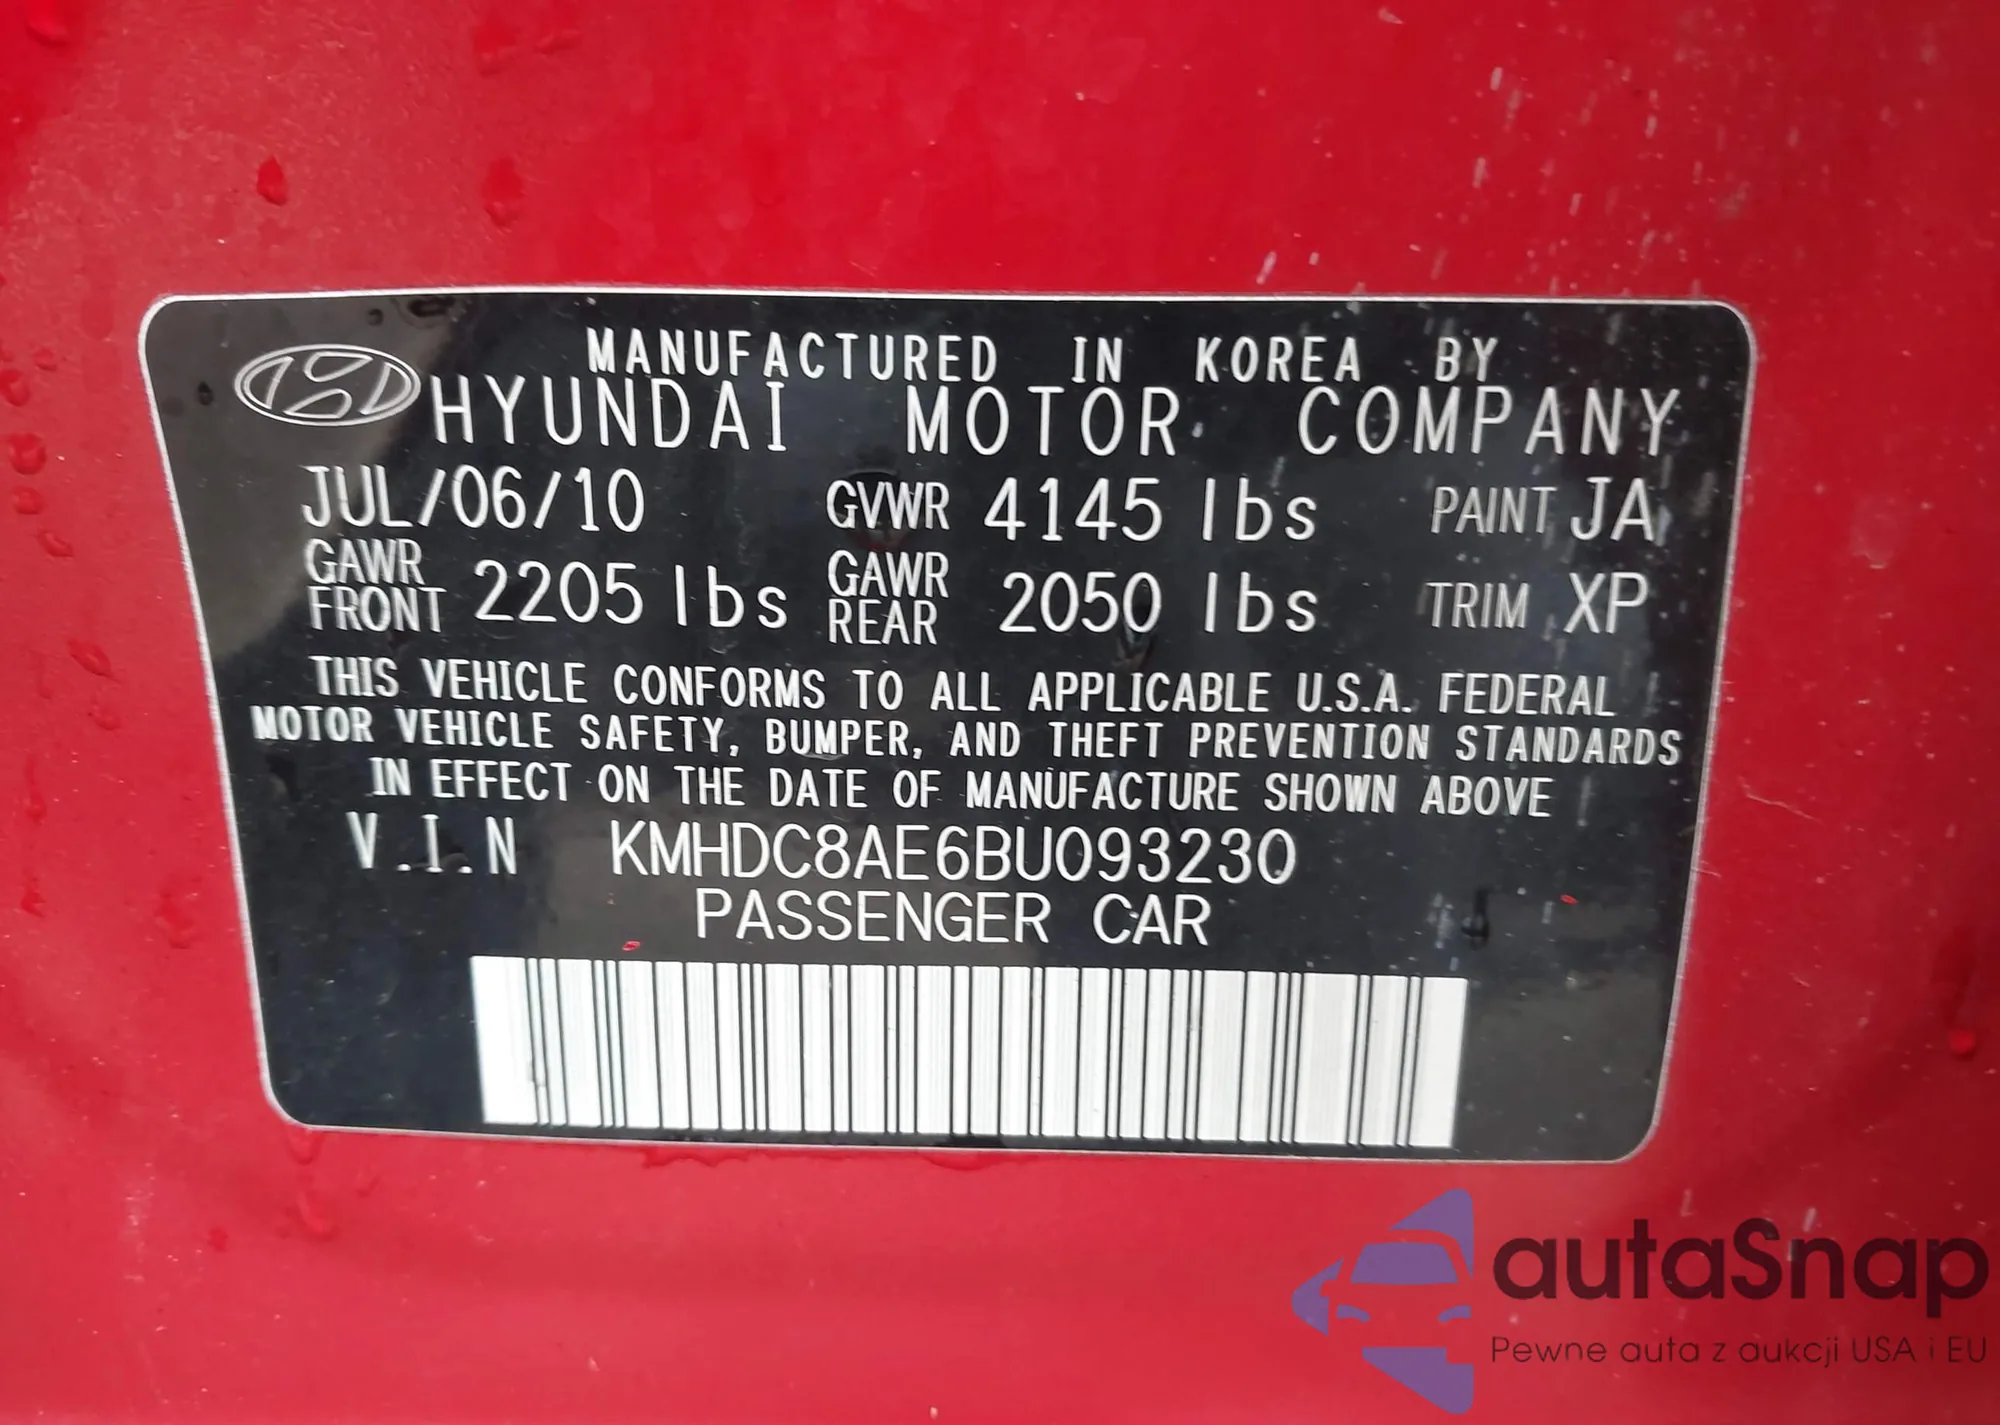 MANUFACTURED IN KOREA BY
HYUNDAI MOTOR COMPANY
JUL/06/10 GVWR 4145 lbs PAINT JA
GAWR FRONT 2205 lbs GAWR REAR 2050 lbs TRIM XP
THIS VEHICLE CONFORMS TO ALL APPLICABLE U.S.A. FEDERAL
MOTOR VEHICLE SAFETY, BUMPER, AND THEFT PREVENTION STANDARDS
IN EFFECT ON THE DATE OF MANUFACTURE SHOWN ABOVE
V.I.N KMHDC8AE6BU093230
PASSENGER CAR
autaSnap
Pewne auta z aukcji USA i EU